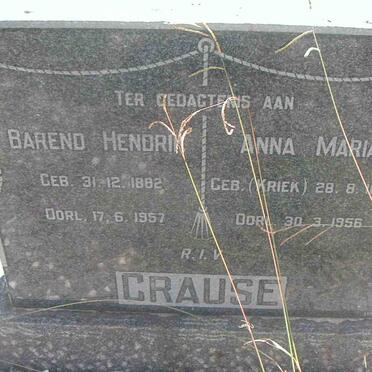 TER GEDAGTENIS AAN
BAREND HENDRI ANNA MARIA
GEB. 31-12-1882 GEB. (KRIEK) 28.8.
OORL. 17.6.1957 OORL. 30.3.1956
R.I.V.
CRAUSE